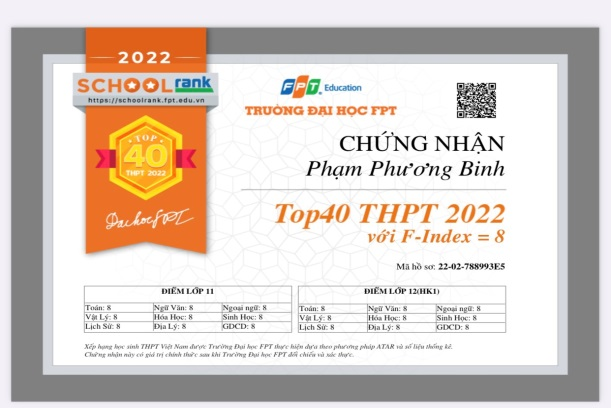 2022
SCHOOL rank
https://schoolrank.fpt.edu.vn
TOP
40
THPT 2022
Đại học FPT
FPT Education
TRƯỜNG ĐẠI HỌC FPT
CHỨNG NHẬN
Phạm Phương Binh
Top40 THPT 2022
với F-Index = 8
Mã hồ sơ: 22-02-788993E5
ĐIỂM LỚP 11
Toán: 8 Ngữ Văn: 8 Ngoại ngữ: 8
Vật Lý: 8 Hóa Học: 8 Sinh Học: 8
Lịch Sử: 8 Địa Lý: 8 GDCD: 8
ĐIỂM LỚP 12(HK1)
Toán: 8 Ngữ Văn: 8 Ngoại ngữ: 8
Vật Lý: 8 Hóa Học: 8 Sinh Học: 8
Lịch Sử: 8 Địa Lý: 8 GDCD: 8
Xếp hạng học sinh THPT Việt Nam được Trường Đại học FPT thực hiện dựa theo phương pháp ATAR và số liệu thống kê.
Chứng nhận này có giá trị chính thức sau khi Trường Đại học FPT đối chiếu và xác thực.